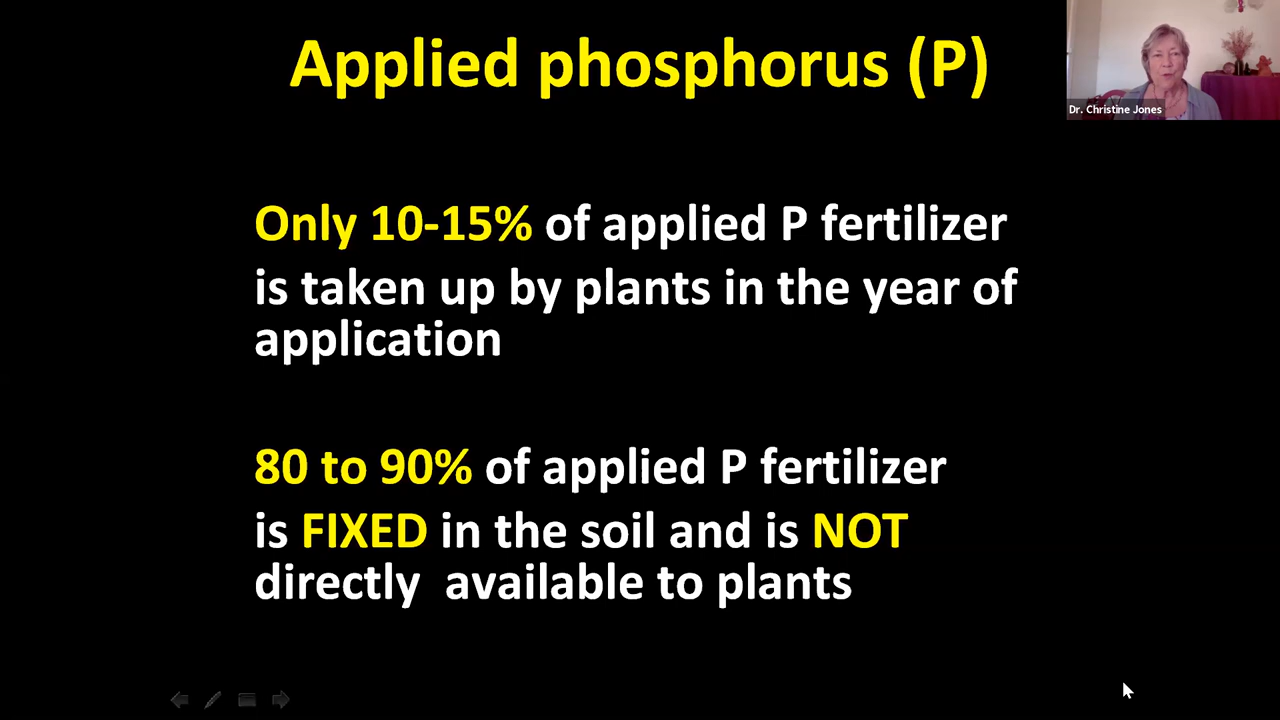 Applied phosphorus (P)
Dr. Christine Jones
Only 10-15% of applied P fertilizer
is taken up by plants in the year of
application
80 to 90% of applied P fertilizer
is FIXED in the soil and is NOT
directly  available to plants